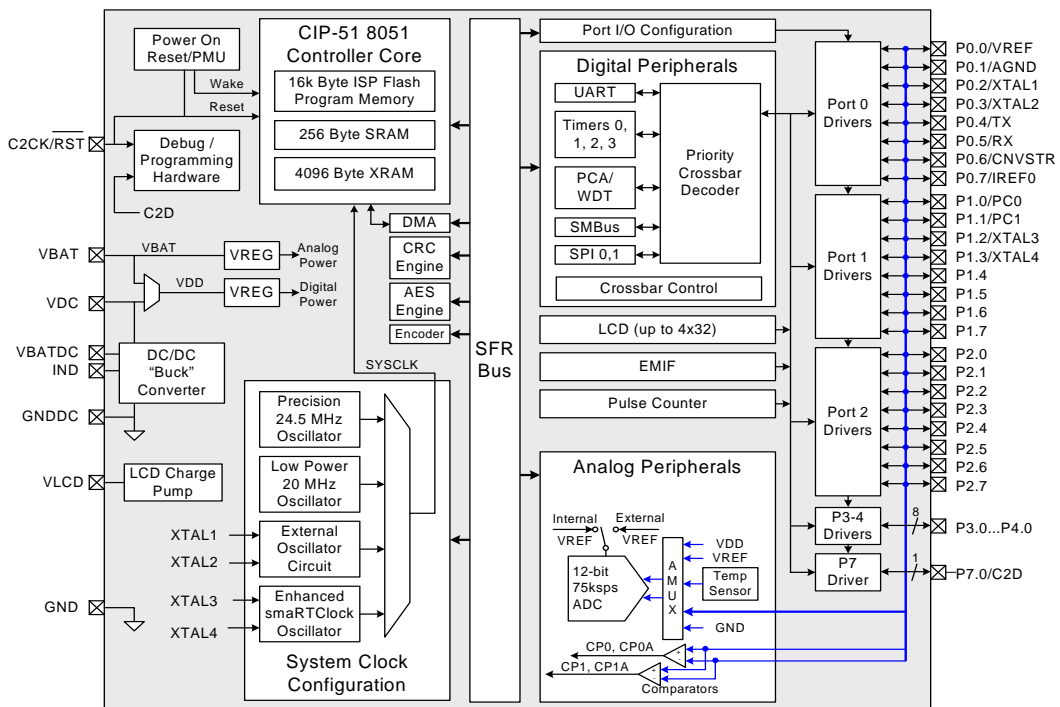 Power On
Reset/PMU
Wake
Reset
C2CK/RST
Debug /
Programming
Hardware
C2D
CIP-51 8051
Controller Core
16k Byte ISP Flash
Program Memory
256 Byte SRAM
4096 Byte XRAM
VBAT
VBAT
VREG
Analog
Power
VDC
VDD
VREG
Digital
Power
VBATDC
IND
DC/DC
“Buck”
Converter
GNDDC
VLCD
LCD Charge
Pump
GND
DMA
CRC
Engine
AES
Engine
Encoder
SYSCLK
Precision
24.5 MHz
Oscillator
Low Power
20 MHz
Oscillator
XTAL1
XTAL2
External
Oscillator
Circuit
XTAL3
XTAL4
Enhanced
smaRTClock
Oscillator
System Clock
Configuration
SFR
Bus
Port I/O Configuration
Digital Peripherals
UART
Timers 0,
1, 2, 3
PCA/
WDT
SMBus
SPI 0,1
Priority
Crossbar
Decoder
Crossbar Control
LCD (up to 4x32)
EMIF
Pulse Counter
Analog Peripherals
Internal
VREF
External
VREF
12-bit
75ksps
ADC
A
M
U
X
VDD
VREF
Temp
Sensor
GND
CP0, CP0A
+
-
CP1, CP1A
+
-
Comparators
Port 0
Drivers
Port 1
Drivers
Port 2
Drivers
P3-4
Drivers
P7
Driver
8
1
P0.0/VREF
P0.1/AGND
P0.2/XTAL1
P0.3/XTAL2
P0.4/TX
P0.5/RX
P0.6/CNVSTR
P0.7/IREF0
P1.0/PC0
P1.1/PC1
P1.2/XTAL3
P1.3/XTAL4
P1.4
P1.5
P1.6
P1.7
P2.0
P2.1
P2.2
P2.3
P2.4
P2.5
P2.6
P2.7
P3.0...P4.0
P7.0/C2D